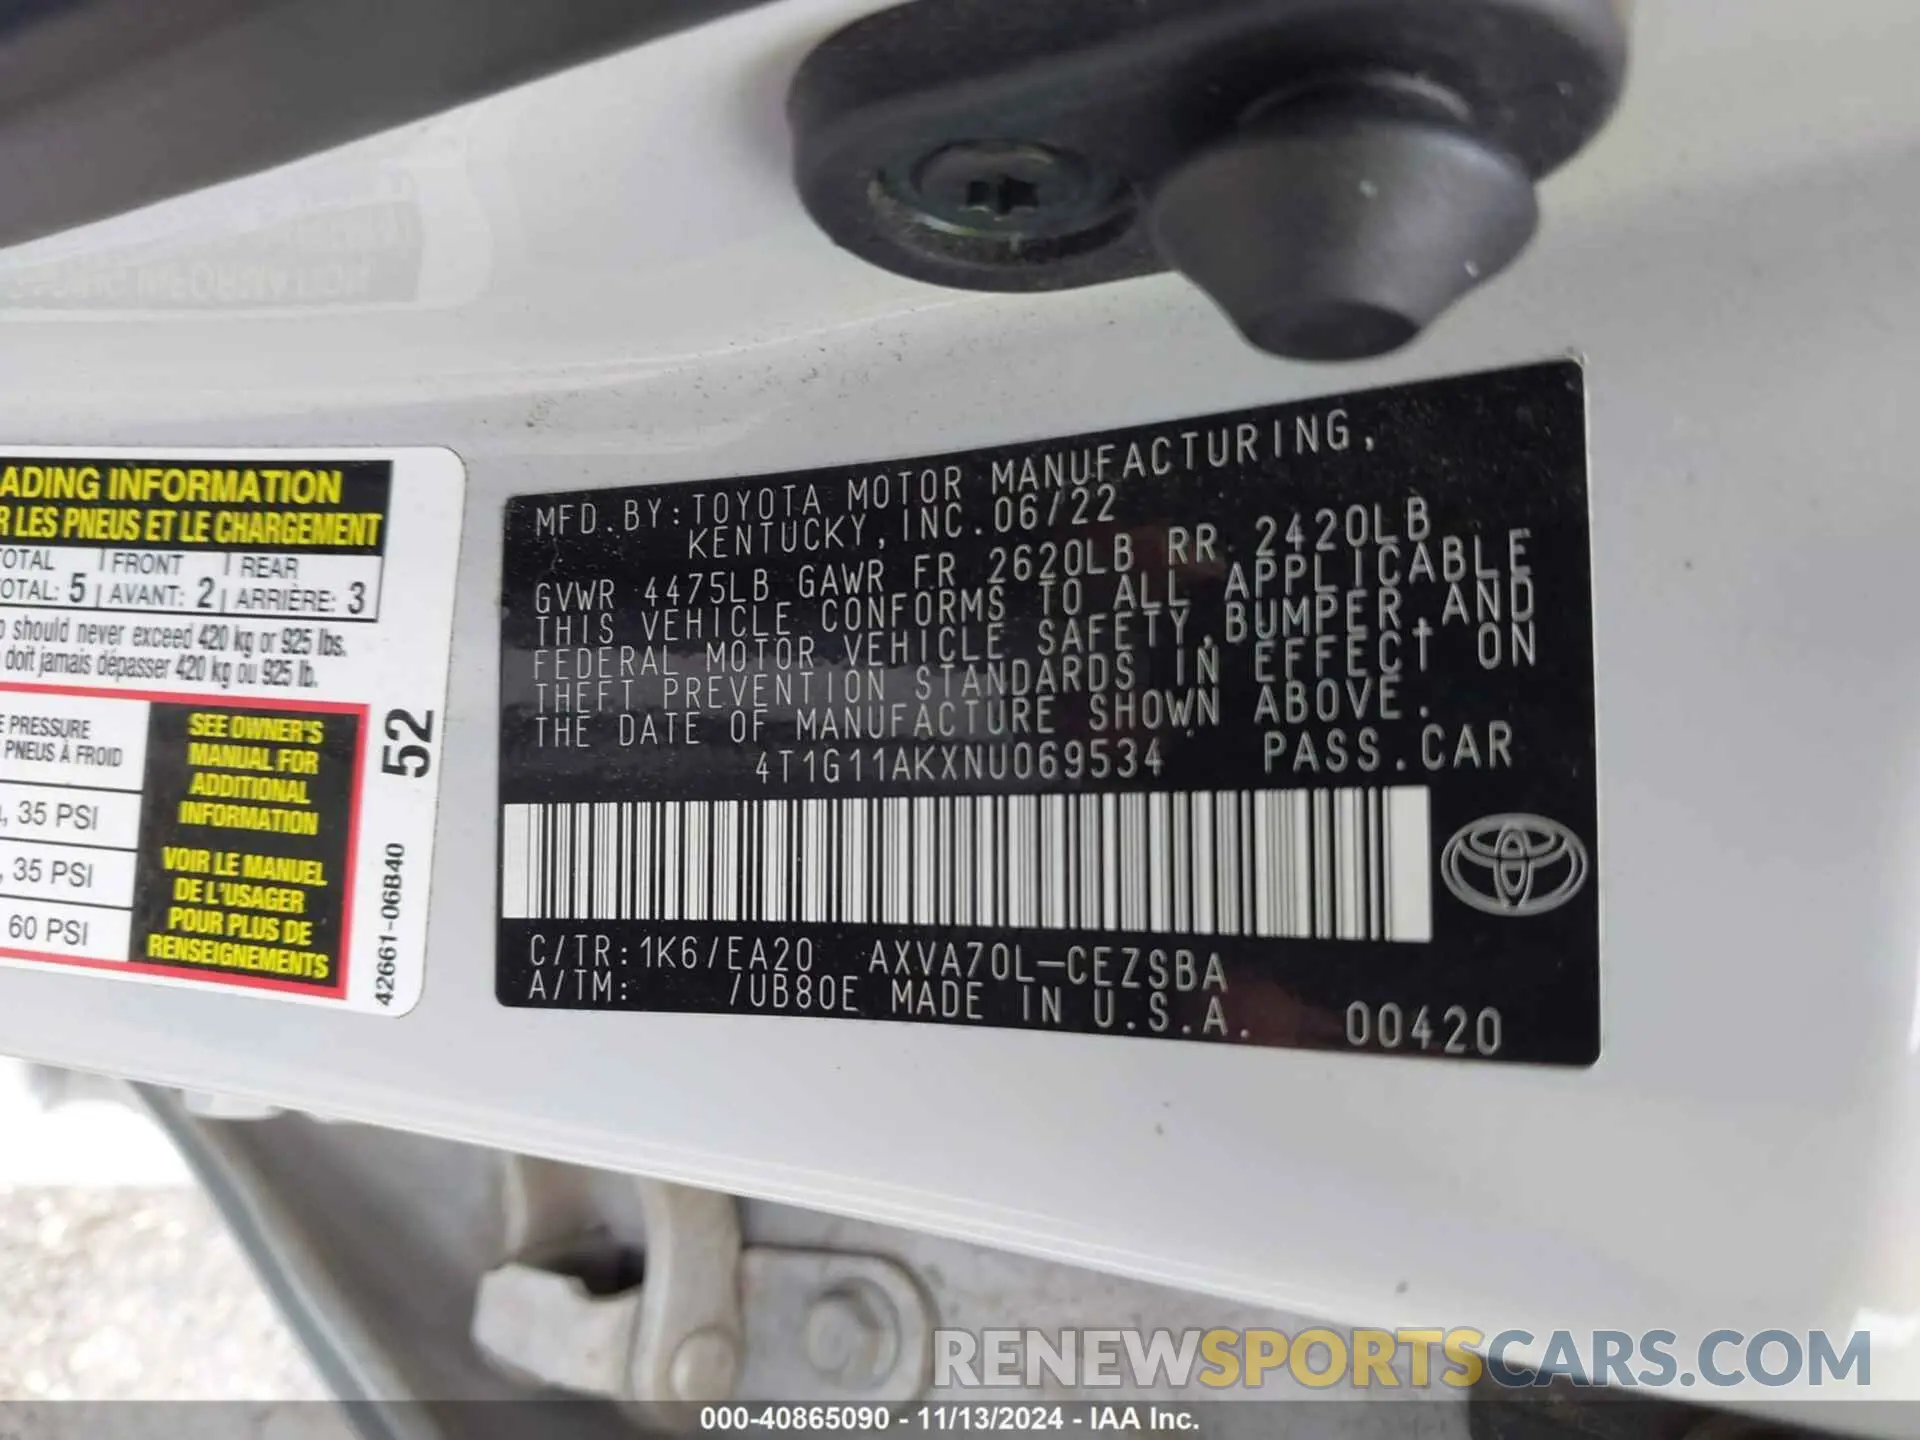 ADING INFORMATION
R LES PNEUS ET LE CHARGEMENT
OTAL FRONT REAR
OTAL: 5 AVANT: 2 ARRIÈRE: 3
should never exceed 420 kg or 925 lbs.
doit jamais dépasser 420 kg ou 925 lb.
E PRESSURE
PNEUS À FROID
, 35 PSI
, 35 PSI
60 PSI
SEE OWNER'S
MANUAL FOR
ADDITIONAL
INFORMATION
VOIR LE MANUEL
DE L'USAGER
POUR PLUS DE
RENSEIGNEMENTS
52
42661-06B40
MFD.BY:TOYOTA MOTOR MANUFACTURING,
KENTUCKY,INC.06/22
GVWR 4475LB GAWR FR 2620LB RR 2420LB
THIS VEHICLE CONFORMS TO ALL APPLICABLE
FEDERAL MOTOR VEHICLE SAFETY,BUMPER,AND
THEFT PREVENTION STANDARDS IN EFFECT ON
THE DATE OF MANUFACTURE SHOWN ABOVE.
4T1G11AKXNU069534 PASS.CAR
C/TR:1K6/EA20 AXVA70L-CEZSBA
A/TM: /UB80E MADE IN U.S.A. 00420
RENEWSPORTSCARS.COM
000-40865090 - 11/13/2024 - IAA Inc.